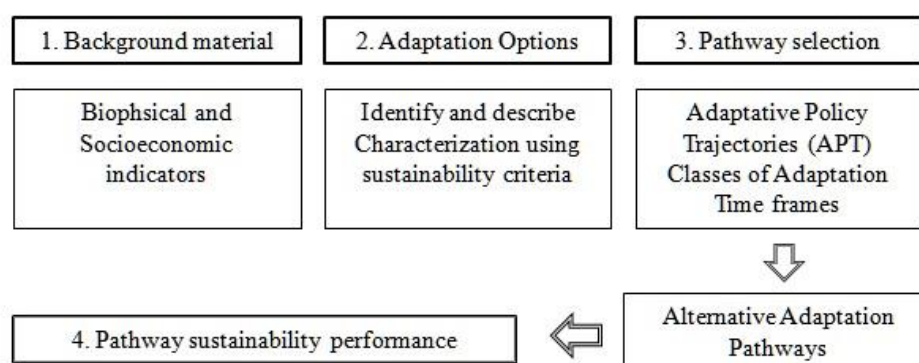 1. Background material
Biophsical and
Socioeconomic
indicators
2. Adaptation Options
Identify and describe
Characterization using
sustainability criteria
3. Pathway selection
Adaptative Policy
Trajectories (APT)
Classes of Adaptation
Time frames
Alternative Adaptation
Pathways
4. Pathway sustainability performance